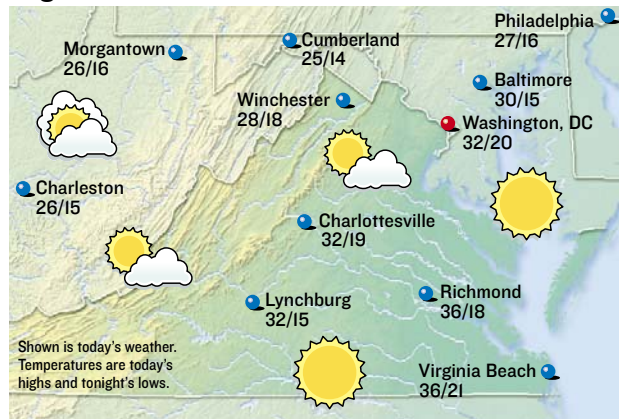 Philadelphia
27/16
Morgantown
26/16
Cumberland
25/14
Baltimore
30/15
Winchester
28/18
Washington, DC
32/20
Charleston
26/15
Charlottesville
32/19
Lynchburg
32/15
Richmond
36/18
Shown is today's weather.
Temperatures are today's
highs and tonight's lows.
Virginia Beach
36/21